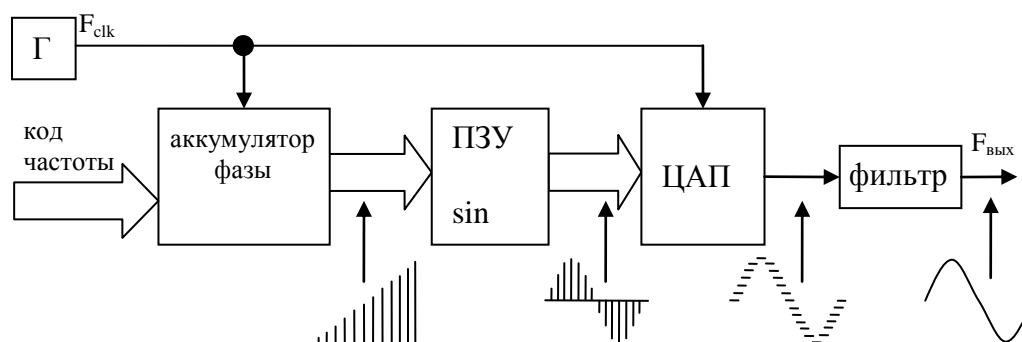 Г
F_clk
код
частоты
аккумулятор
фазы
ПЗУ
sin
ЦАП
фильтр
F_вых